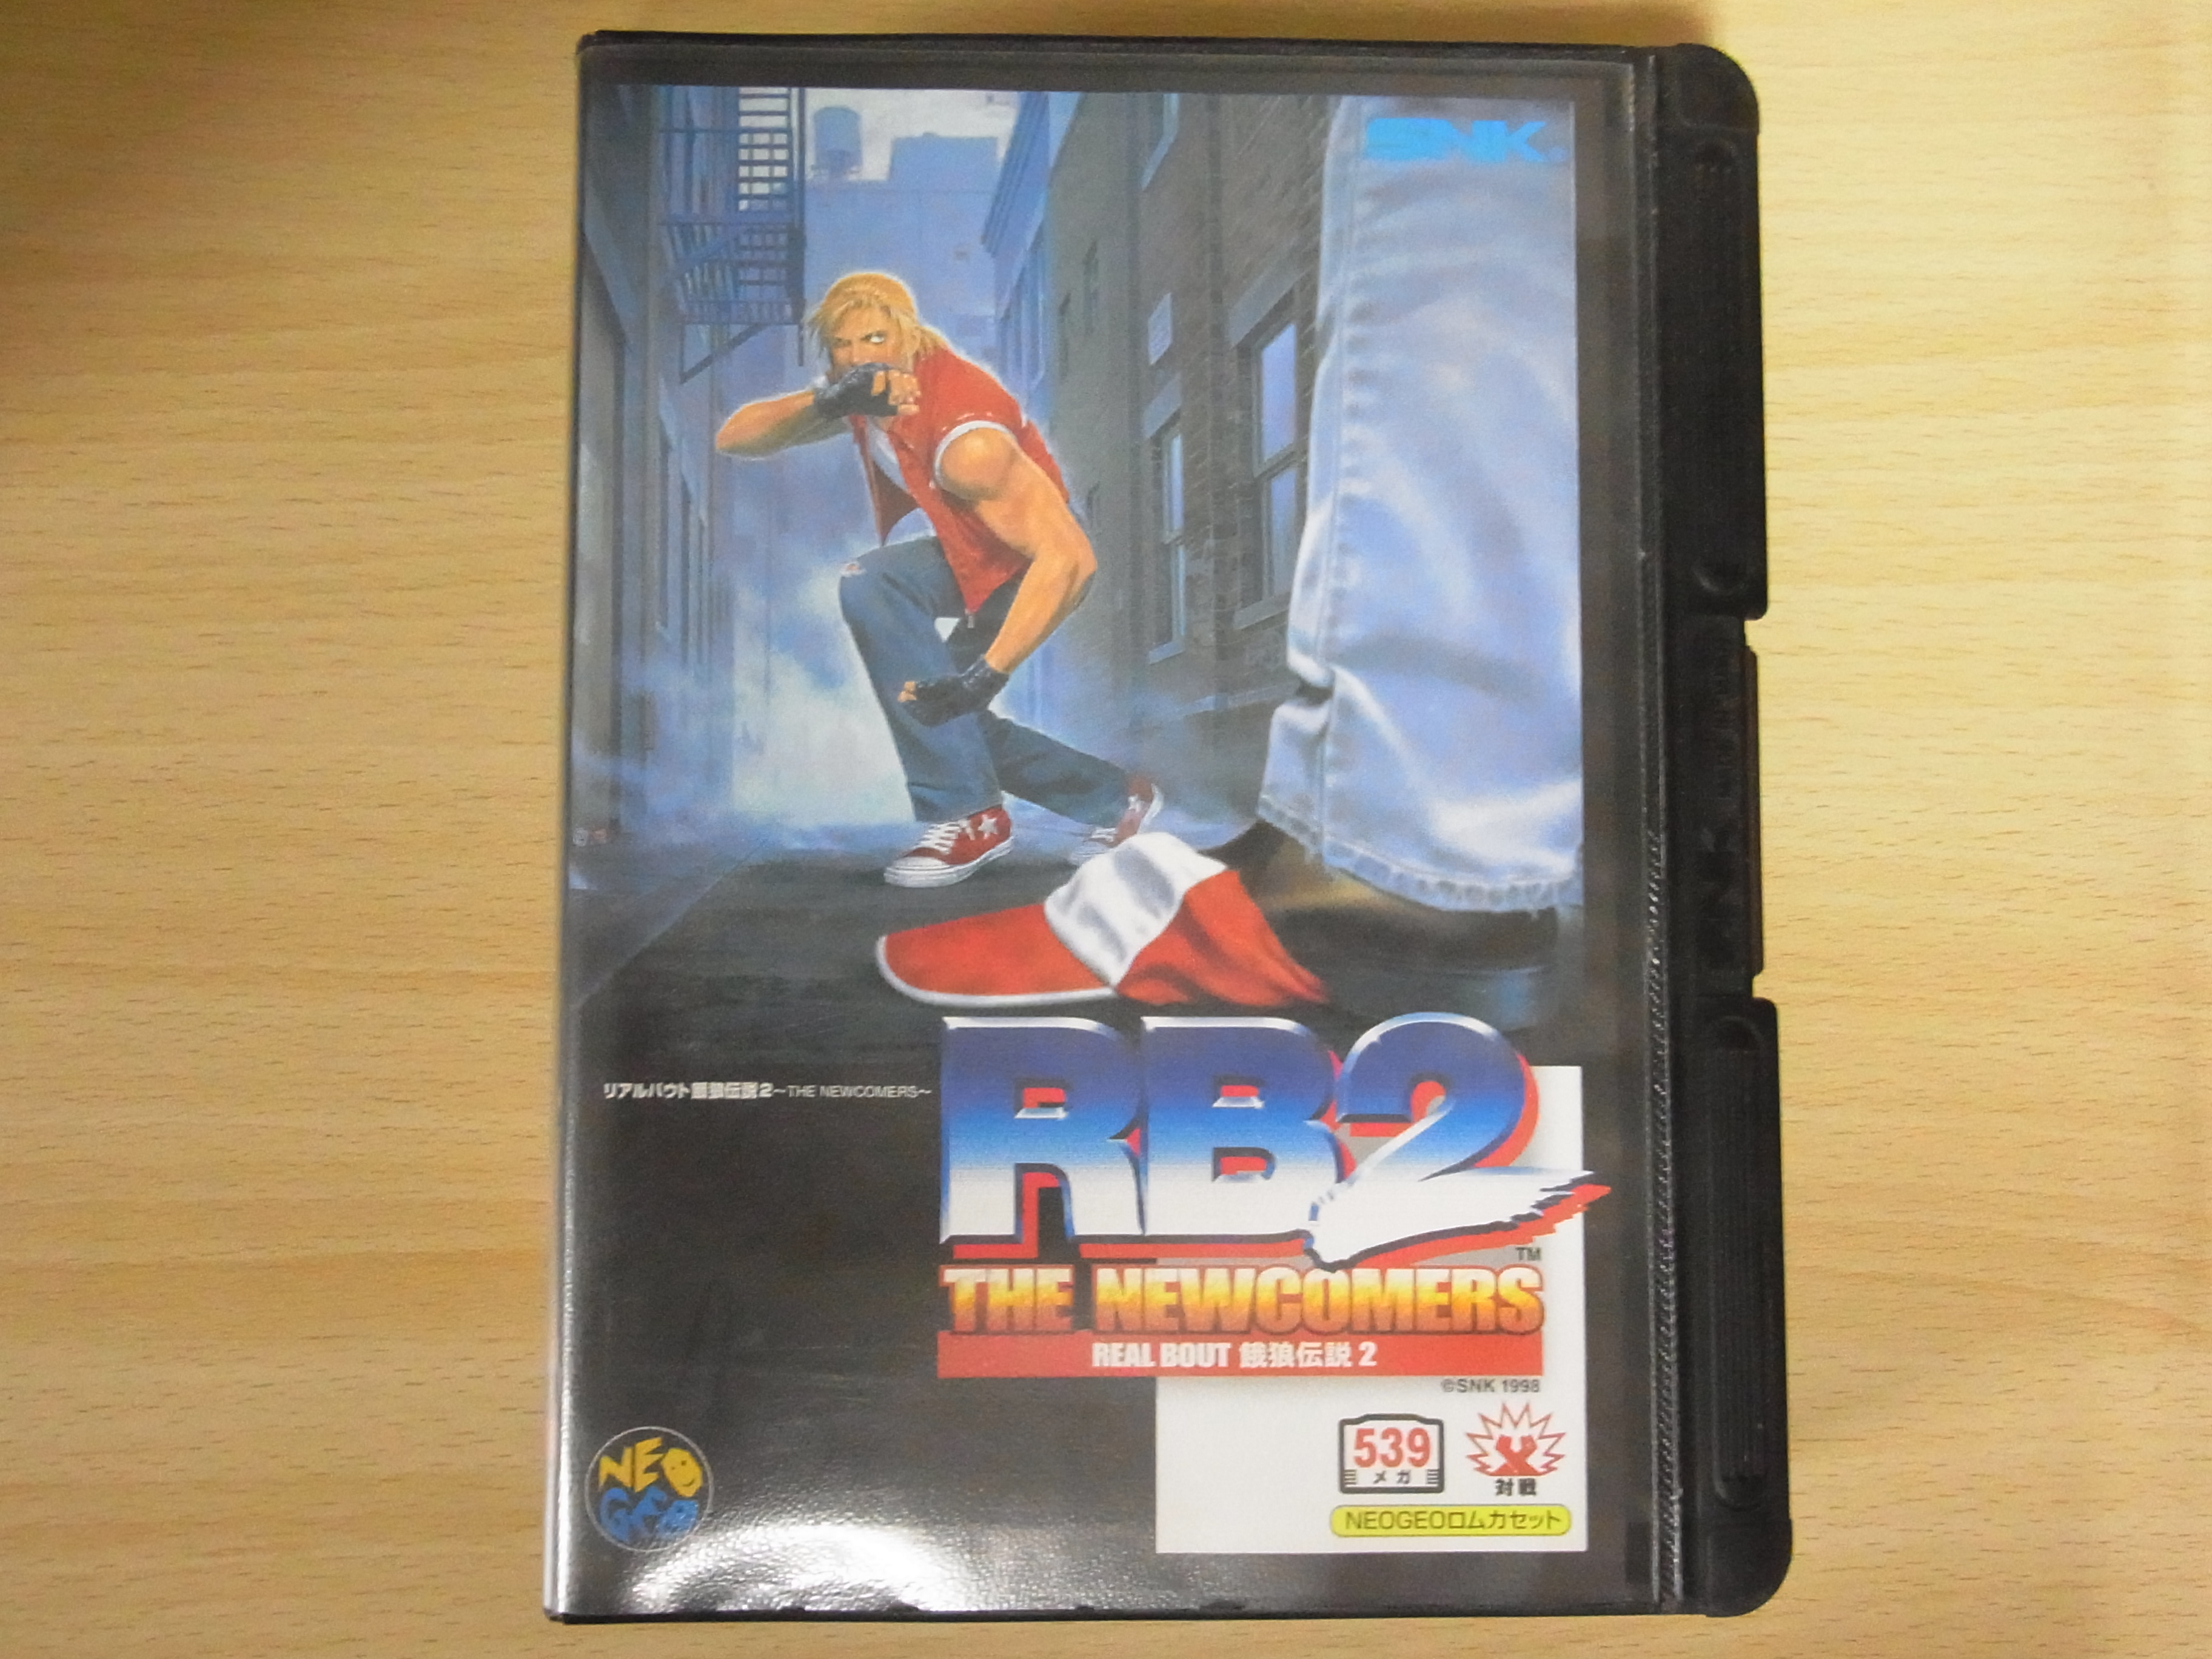 SNK
リアルバウト餓狼伝説2～THE NEWCOMERS～
RB2
TM
THE NEWCOMERS
REAL BOUT 餓狼伝説 2
©SNK 1998
539
メガ
対戦
NEO GEO
NEOGEOロムカセット